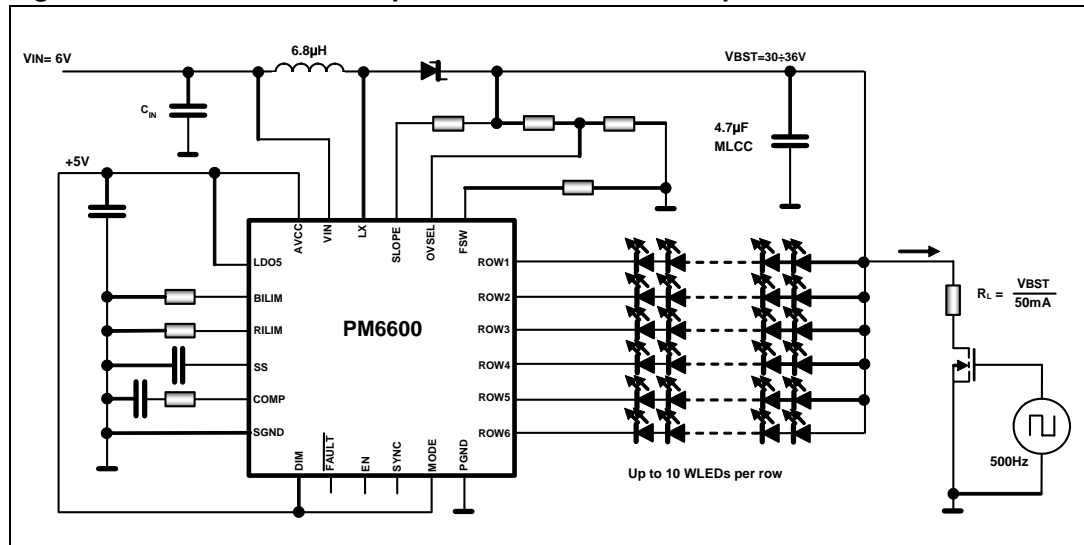 VIN= 6V
6.8µH
VBST=30÷36V
CIN
4.7µF
MLCC
+5V
AVCC
VIN
LX
SLOPE
OVSEL
FSW
LDO5
BILIM
RILIM
SS
COMP
SGND
PM6600
ROW1
ROW2
ROW3
ROW4
ROW5
ROW6
DIM
FAULT
EN
SYNC
MODE
PGND
RL = VBST
50mA
Up to 10 WLEDs per row
500Hz